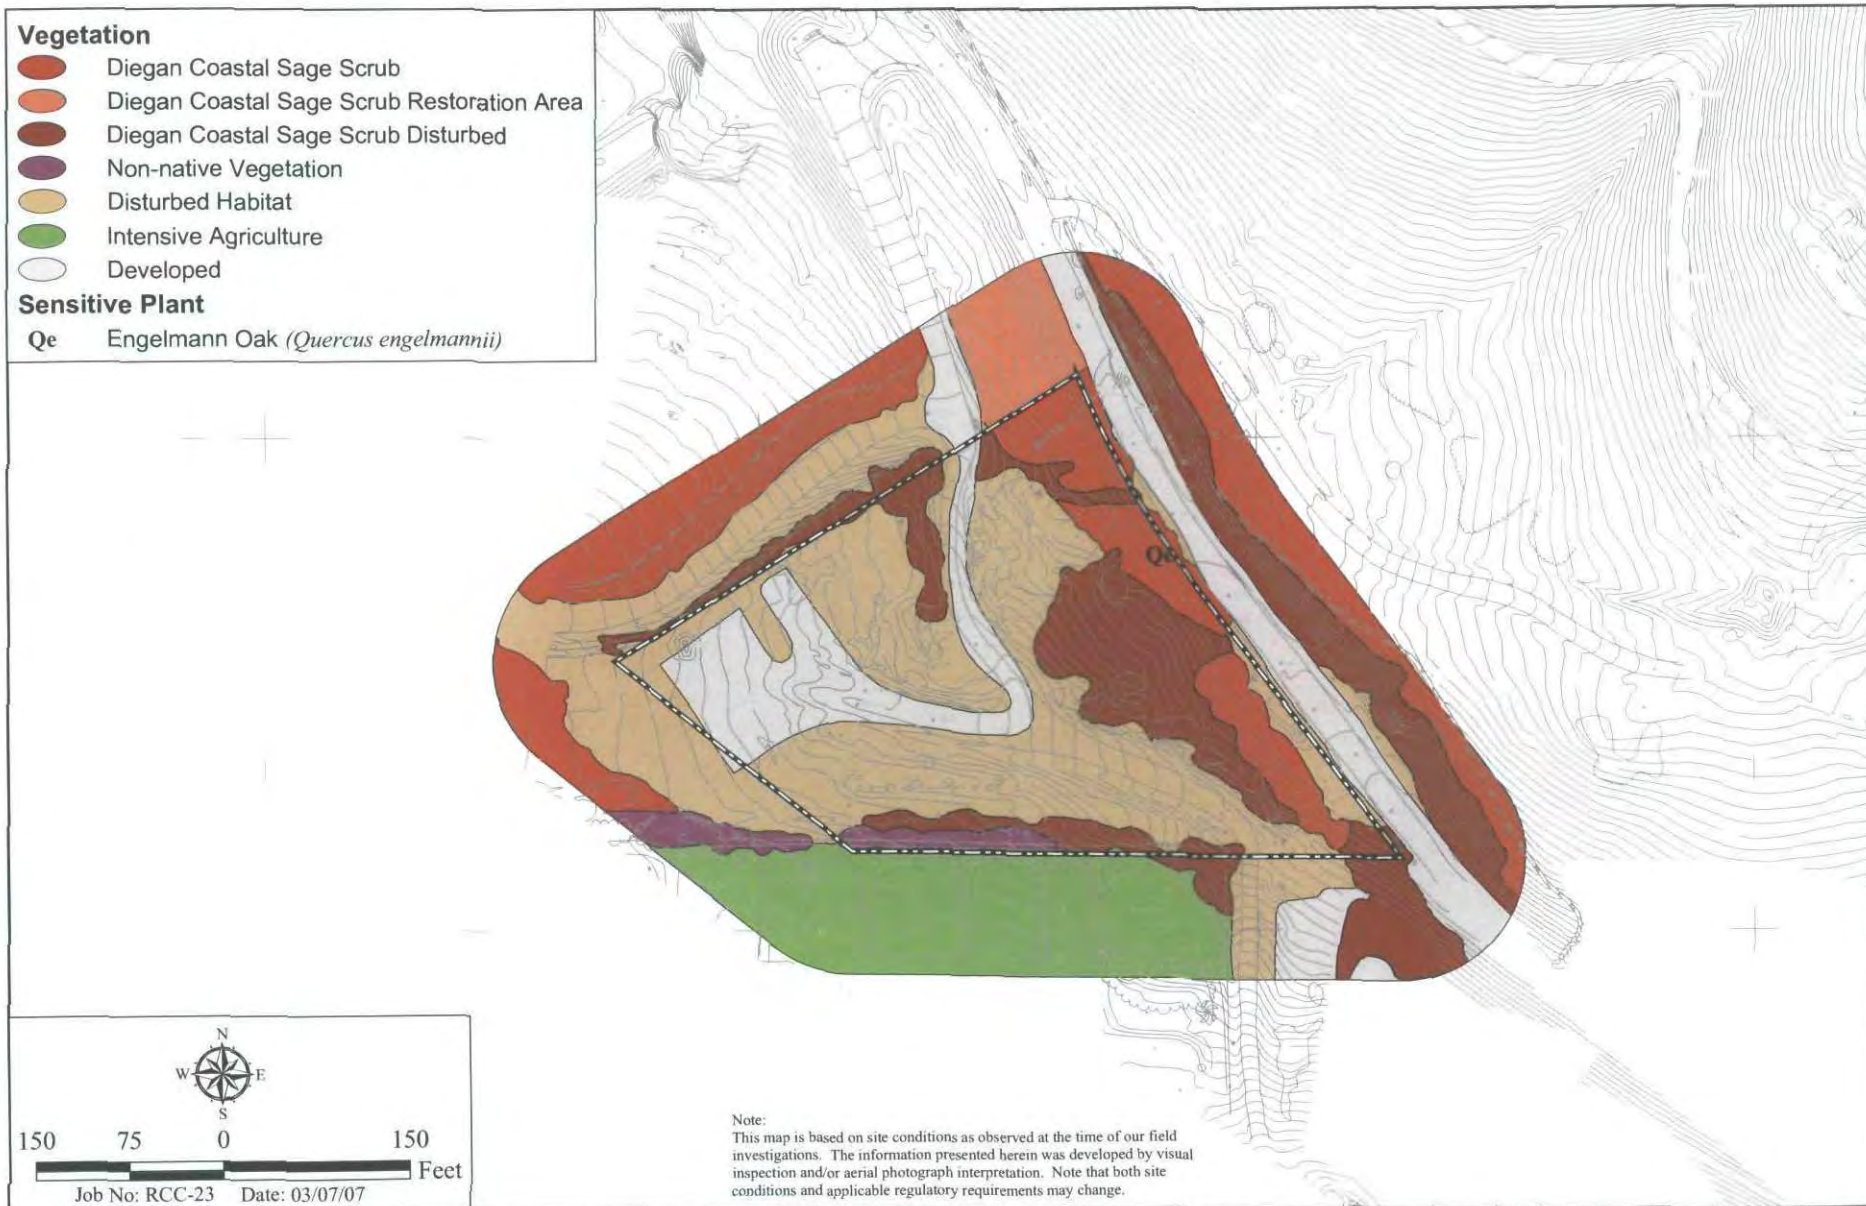 Vegetation
Diegan Coastal Sage Scrub
Diegan Coastal Sage Scrub Restoration Area
Diegan Coastal Sage Scrub Disturbed
Non-native Vegetation
Disturbed Habitat
Intensive Agriculture
Developed
Sensitive Plant
Qe Engelmann Oak (Quercus engelmannii)
Qe
N
W E
S
150 75 0 150
Feet
Job No: RCC-23 Date: 03/07/07
Note:
This map is based on site conditions as observed at the time of our field
investigations. The information presented herein was developed by visual
inspection and/or aerial photograph interpretation. Note that both site
conditions and applicable regulatory requirements may change.